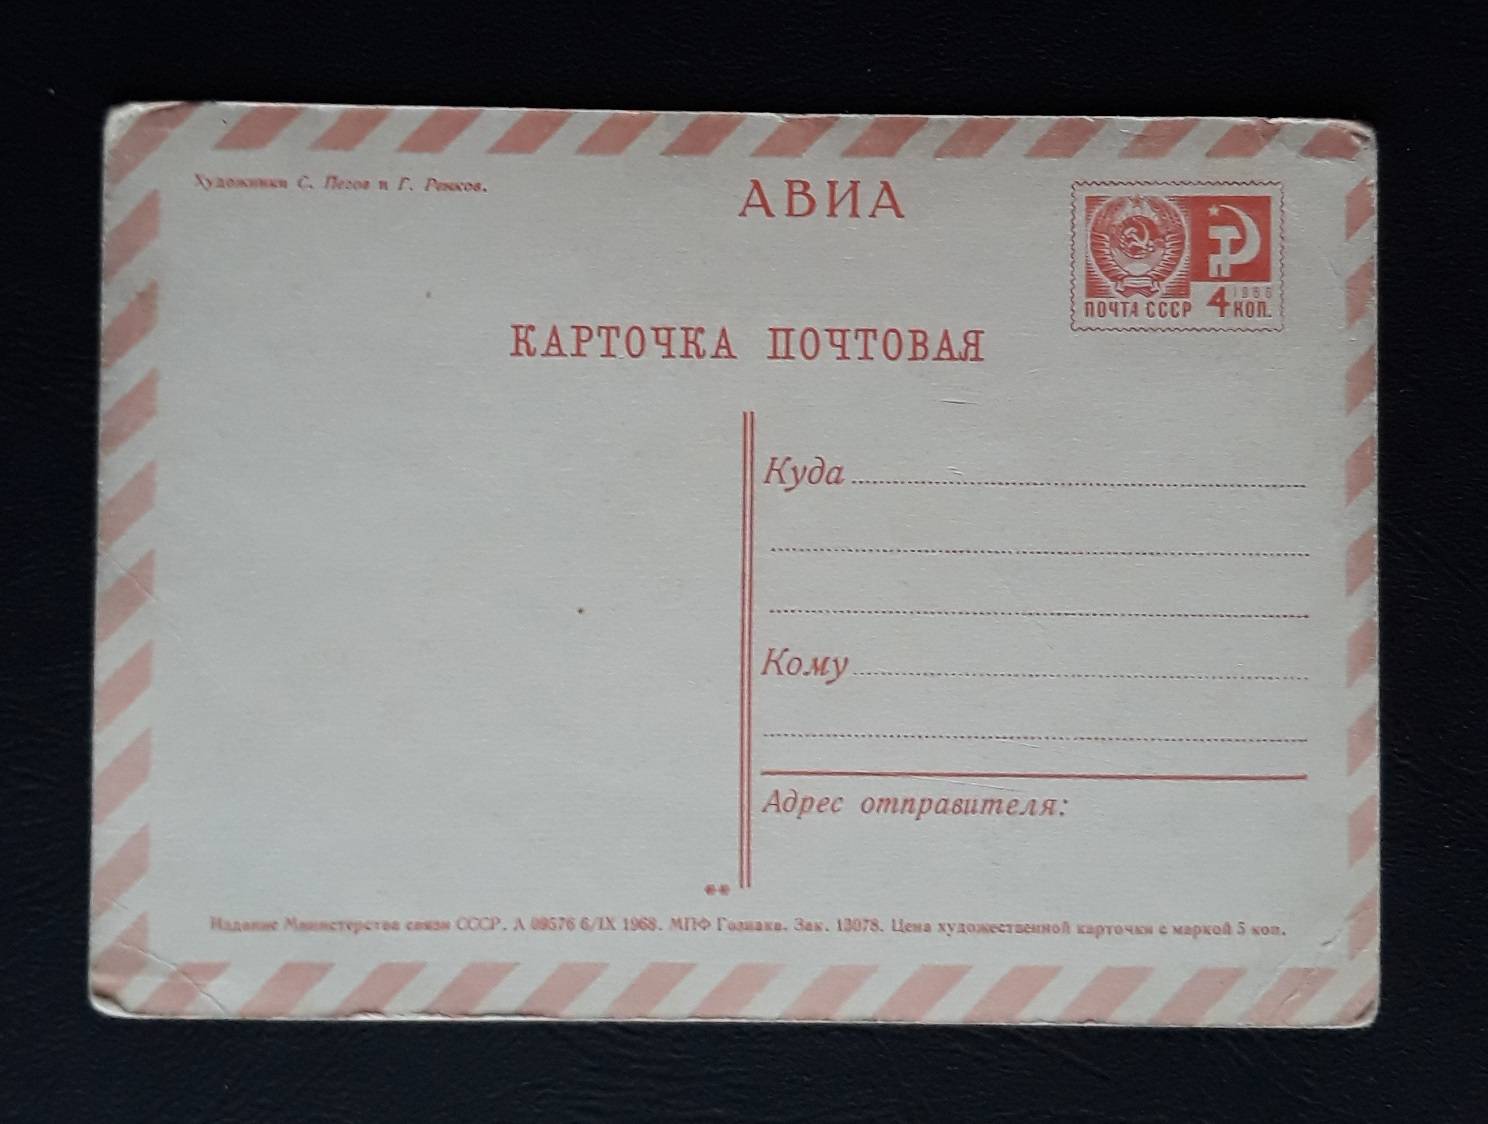 Художники С. Пегов и Г. Ренков.
АВИА
1966
ПОЧТА СССР 4 КОП.
КАРТОЧКА ПОЧТОВАЯ
Куда
Кому
Адрес отправителя:
**
Издание Министерства связи СССР. А 09576 6/IX 1968. МПФ Гознака. Зак. 13078. Цена художественной карточки с маркой 5 коп.